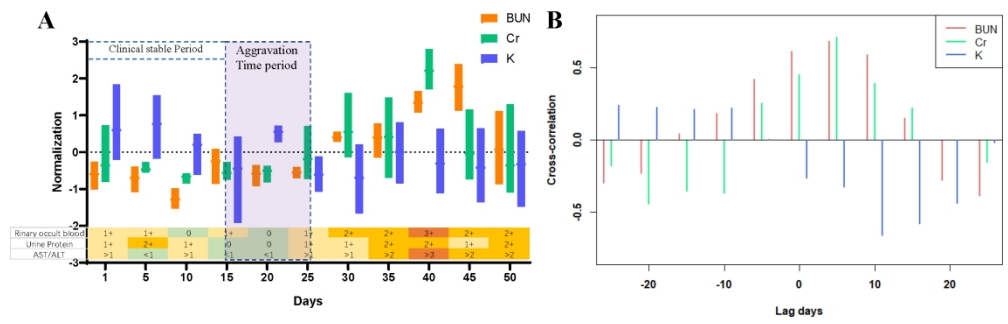 A
BUN
Cr
K
Clinical stable Period
Aggravation
Time period
Normalization
3
2
1
0
-1
-2
-3
Rinary occult blood 1+ 1+ 0 1+ 0 1+ 2+ 2+ 3+ 2+ 2+
Urine Protein 1+ 2+ 1+ 0 0 1+ 1+ 2+ 2+ 1+ 2+
AST/ALT >1 <1 >1 >1 <1 >1 >1 >2 >3 >2 >2
1 5 10 15 20 25 30 35 40 45 50
Days
B
BUN
Cr
K
Cross-correlation
0.5
0.0
-0.5
-20 -10 0 10 20
Lag days